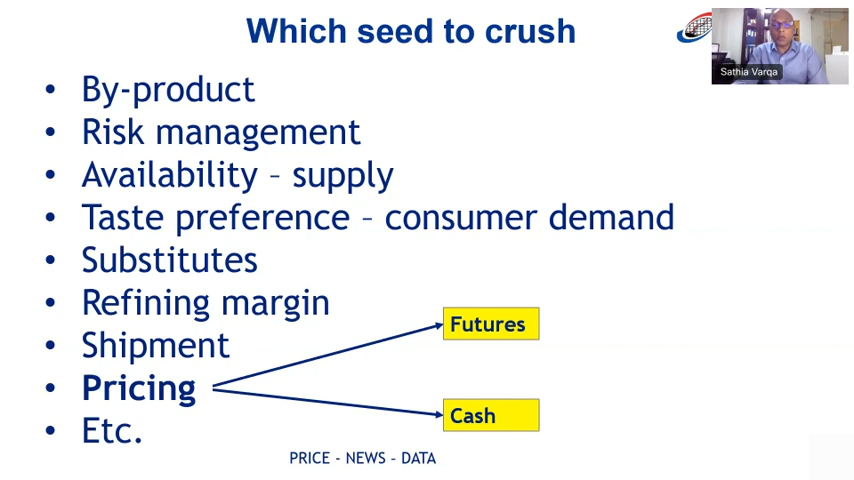 Which seed to crush
Sathia Varqa
• By-product
• Risk management
• Availability – supply
• Taste preference – consumer demand
• Substitutes
• Refining margin
Futures
• Shipment
• Pricing
Cash
• Etc.
PRICE - NEWS – DATA